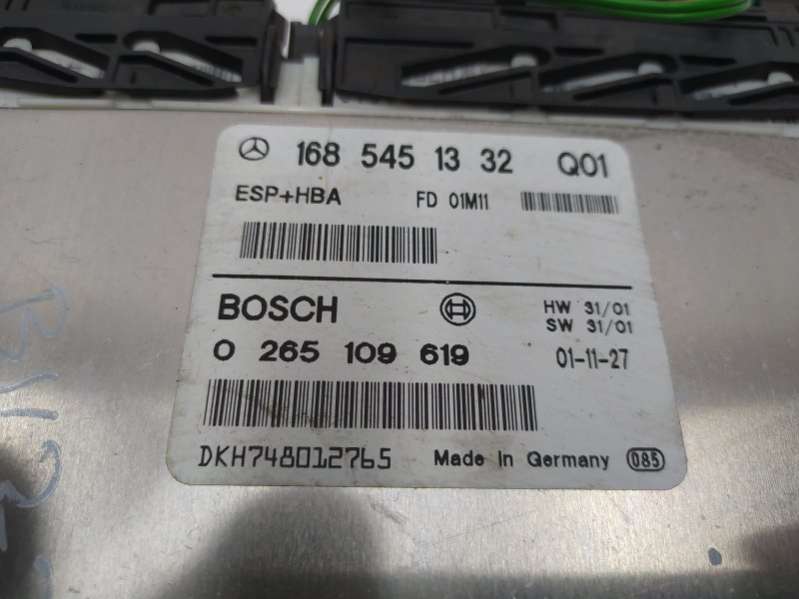 168 545 13 32 Q01
ESP+HBA FD 01M11
BOSCH HW 31/01
SW 31/01
0 265 109 619 01-11-27
DKH748012765 Made in Germany 085